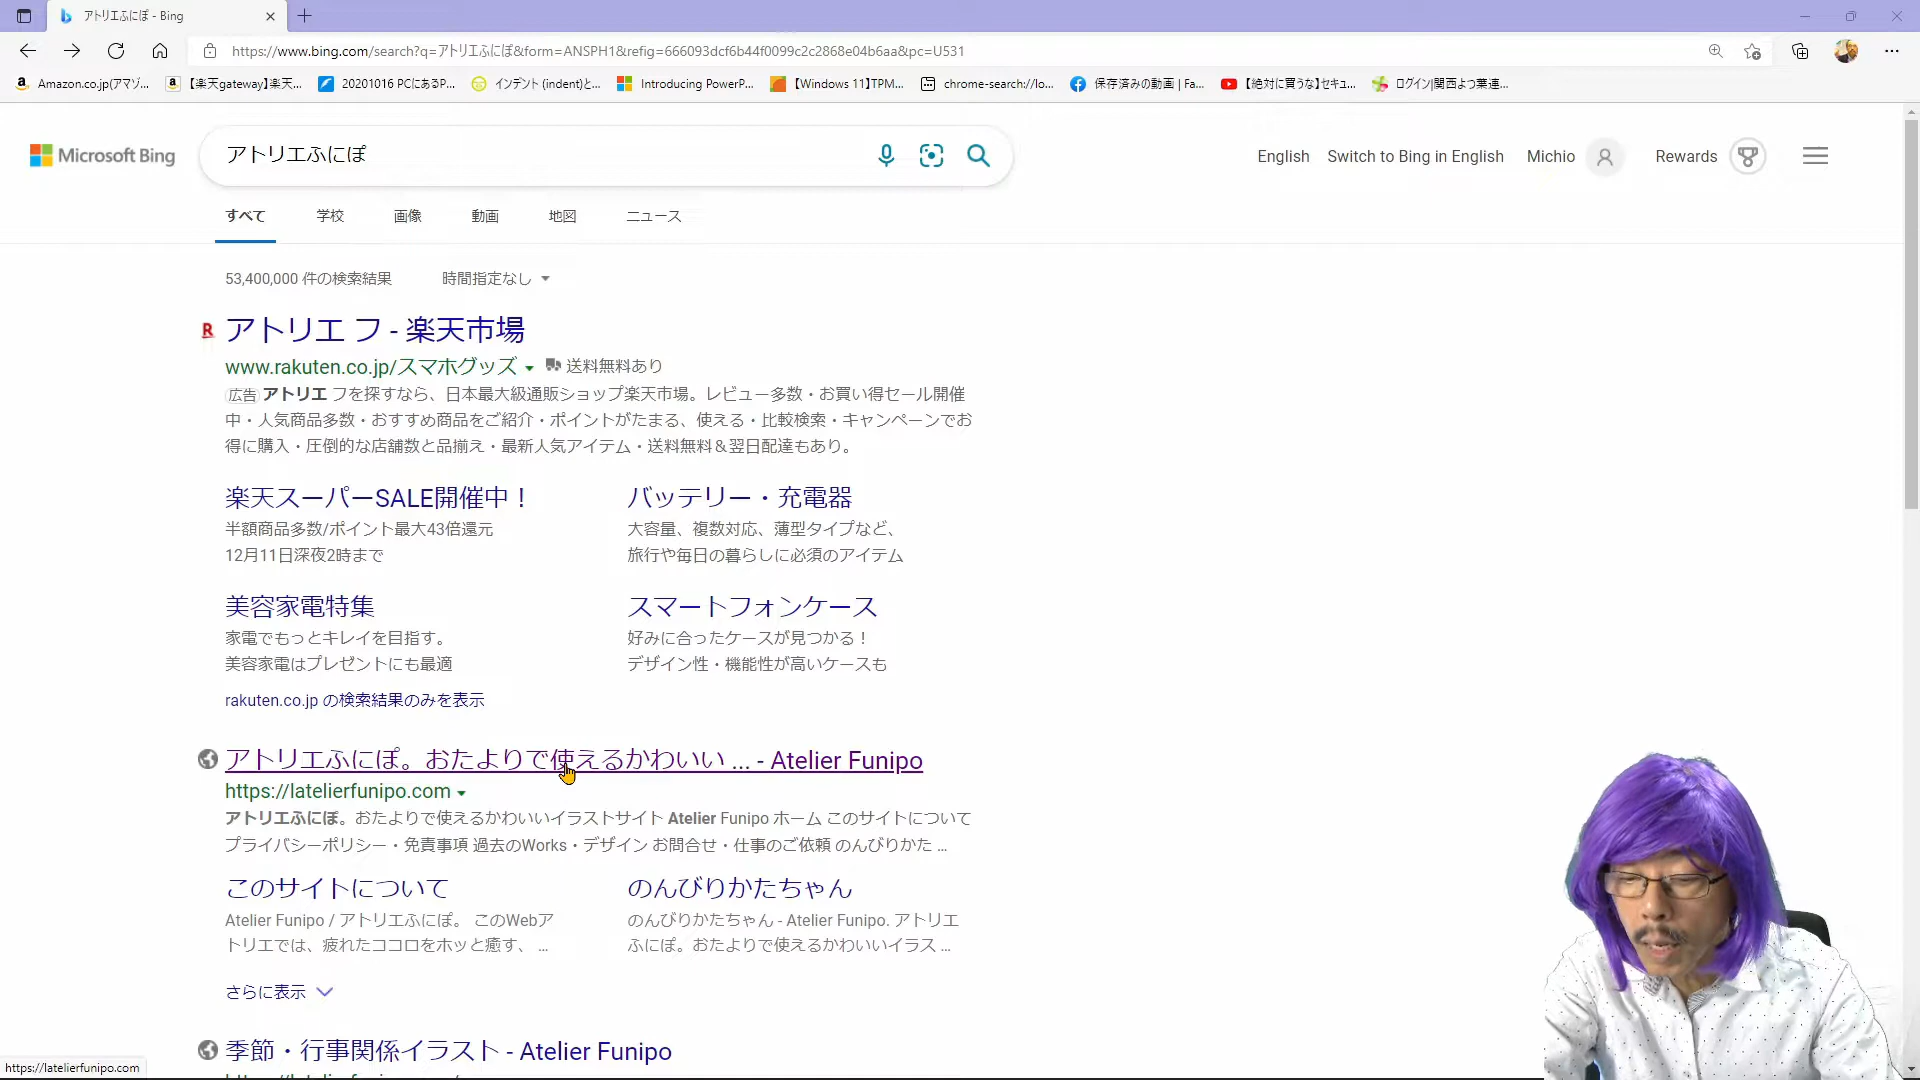 アトリエふにぽ - Bing
https://www.bing.com/search?q=アトリエふにぽ&form=ANSPH1&refig=666093dcf6b44f0099c2c2868e04b6aa&pc=U531
Amazon.co.jp(アマゾ...
【楽天gateway】楽天...
20201016 PCにあるP...
インデント (indent)と...
Introducing PowerP...
【Windows 11】TPM...
chrome-search://lo...
保存済みの動画 | Fa...
【絶対に買うな】セキュ...
ログイン|関西よつ葉連...
Microsoft Bing
アトリエふにぽ
English
Switch to Bing in English
Michio
Rewards
すべて
学校
画像
動画
地図
ニュース
53,400,000 件の検索結果
時間指定なし
アトリエ フ - 楽天市場
www.rakuten.co.jp/スマホグッズ
送料無料あり
広告 アトリエ フを探すなら、日本最大級通販ショップ楽天市場。レビュー多数・お買い得セール開催
中・人気商品多数・おすすめ商品をご紹介・ポイントがたまる、使える・比較検索・キャンペーンでお
得に購入・圧倒的な店舗数と品揃え・最新人気アイテム・送料無料＆翌日配達もあり。
楽天スーパーSALE開催中！
半額商品多数/ポイント最大43倍還元
12月11日深夜2時まで
バッテリー・充電器
大容量、複数対応、薄型タイプなど、
旅行や毎日の暮らしに必須のアイテム
美容家電特集
家電でもっとキレイを目指す。
美容家電はプレゼントにも最適
スマートフォンケース
好みに合ったケースが見つかる！
デザイン性・機能性が高いケースも
rakuten.co.jp の検索結果のみを表示
アトリエふにぽ。おたよりで使えるかわいい ... - Atelier Funipo
https://latelierfunipo.com
アトリエふにぽ。おたよりで使えるかわいいイラストサイト Atelier Funipo ホーム このサイトについて
プライバシーポリシー・免責事項 過去のWorks・デザイン お問合せ・仕事のご依頼 のんびりかた ...
このサイトについて
Atelier Funipo / アトリエふにぽ。 このWebア
トリエでは、疲れたココロをホッと癒す、 ...
のんびりかたちゃん
のんびりかたちゃん - Atelier Funipo. アトリエ
ふにぽ。おたよりで使えるかわいいイラス ...
さらに表示
季節・行事関係イラスト - Atelier Funipo
https://latelierfunipo.com